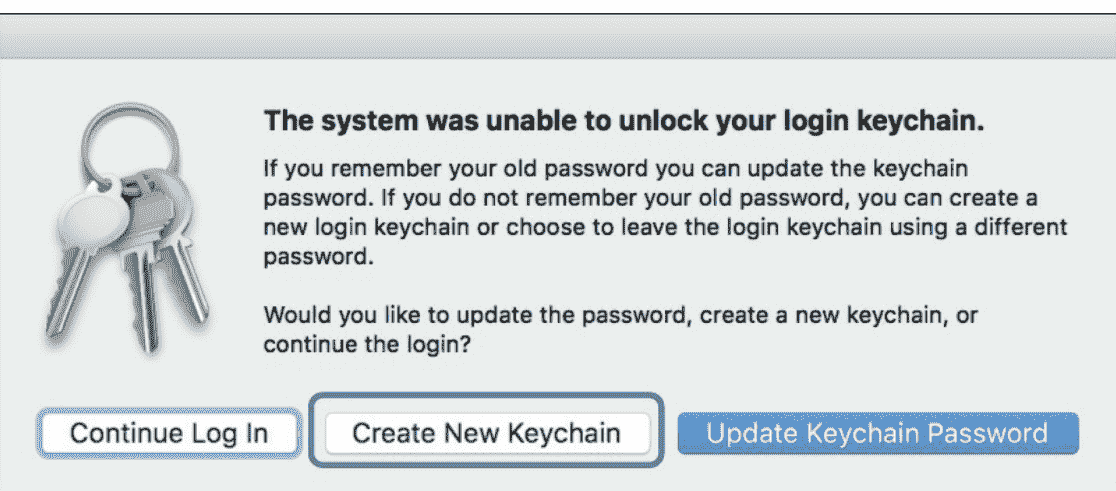 The system was unable to unlock your login keychain.
If you remember your old password you can update the keychain
password. If you do not remember your old password, you can create a
new login keychain or choose to leave the login keychain using a different
password.
Would you like to update the password, create a new keychain, or
continue the login?
Continue Log In
Create New Keychain
Update Keychain Password